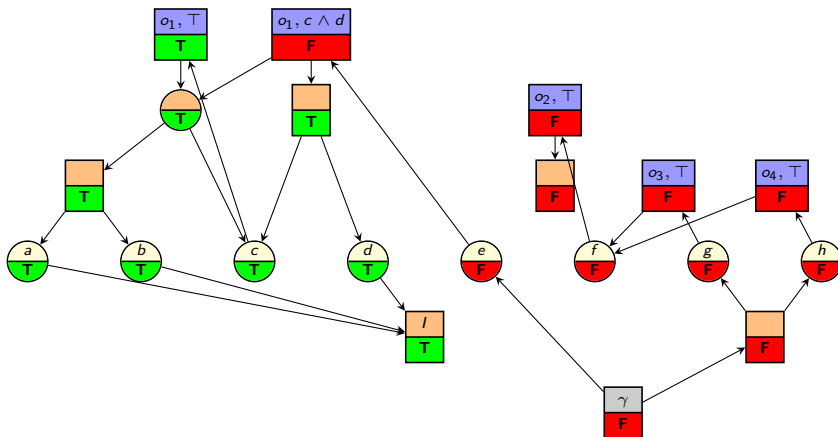 o₁, ⊤ o₁, c ∧ d
T F
o₂, ⊤
T T F
o₃, ⊤ o₄, ⊤
T F F F
a b c d e f g h
T T T T F F F F
I
T F
γ
F